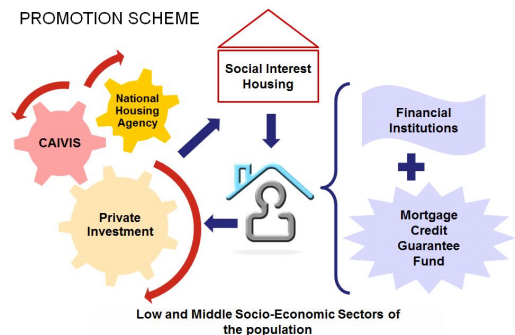 PROMOTION SCHEME
Social Interest
Housing
National
Housing
Agency
CAIVIS
Private
Investment
Financial
Institutions
Mortgage
Credit
Guarantee
Fund
Low and Middle Socio-Economic Sectors of
the population